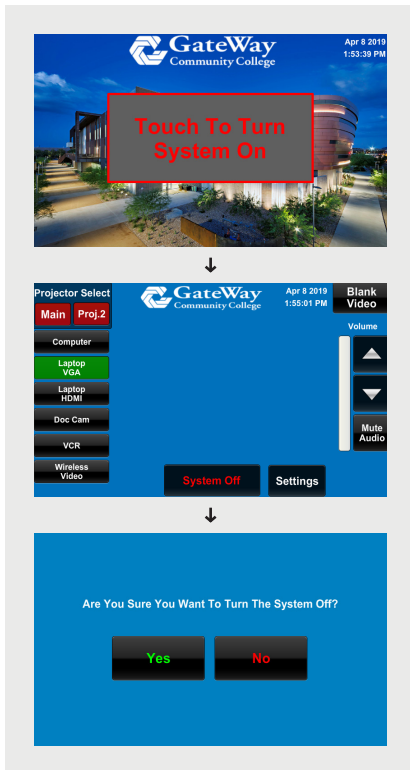 GateWay
Community College
Apr 8 2019
1:53:39 PM
Touch To Turn
System On
Projector Select
Main
Proj.2
Computer
Laptop
VGA
Laptop
HDMI
Doc Cam
VCR
Wireless
Video
GateWay
Community College
Apr 8 2019
1:55:01 PM
Blank
Video
Volume
Mute
Audio
System Off
Settings
Are You Sure You Want To Turn The System Off?
Yes
No